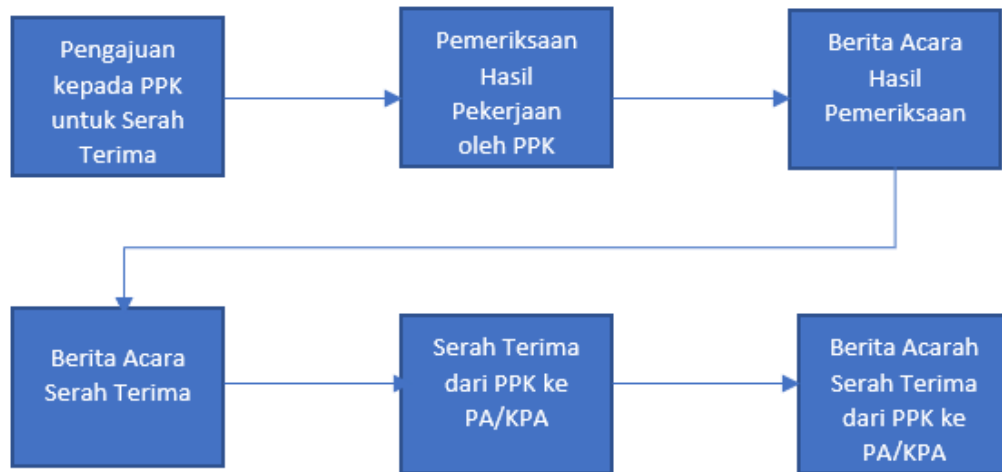 Pengajuan
kepada PPK
untuk Serah
Terima
Pemeriksaan
Hasil
Pekerjaan
oleh PPK
Berita Acara
Hasil
Pemeriksaan
Berita Acara
Serah Terima
Serah Terima
dari PPK ke
PA/KPA
Berita Acarah
Serah Terima
dari PPK ke
PA/KPA